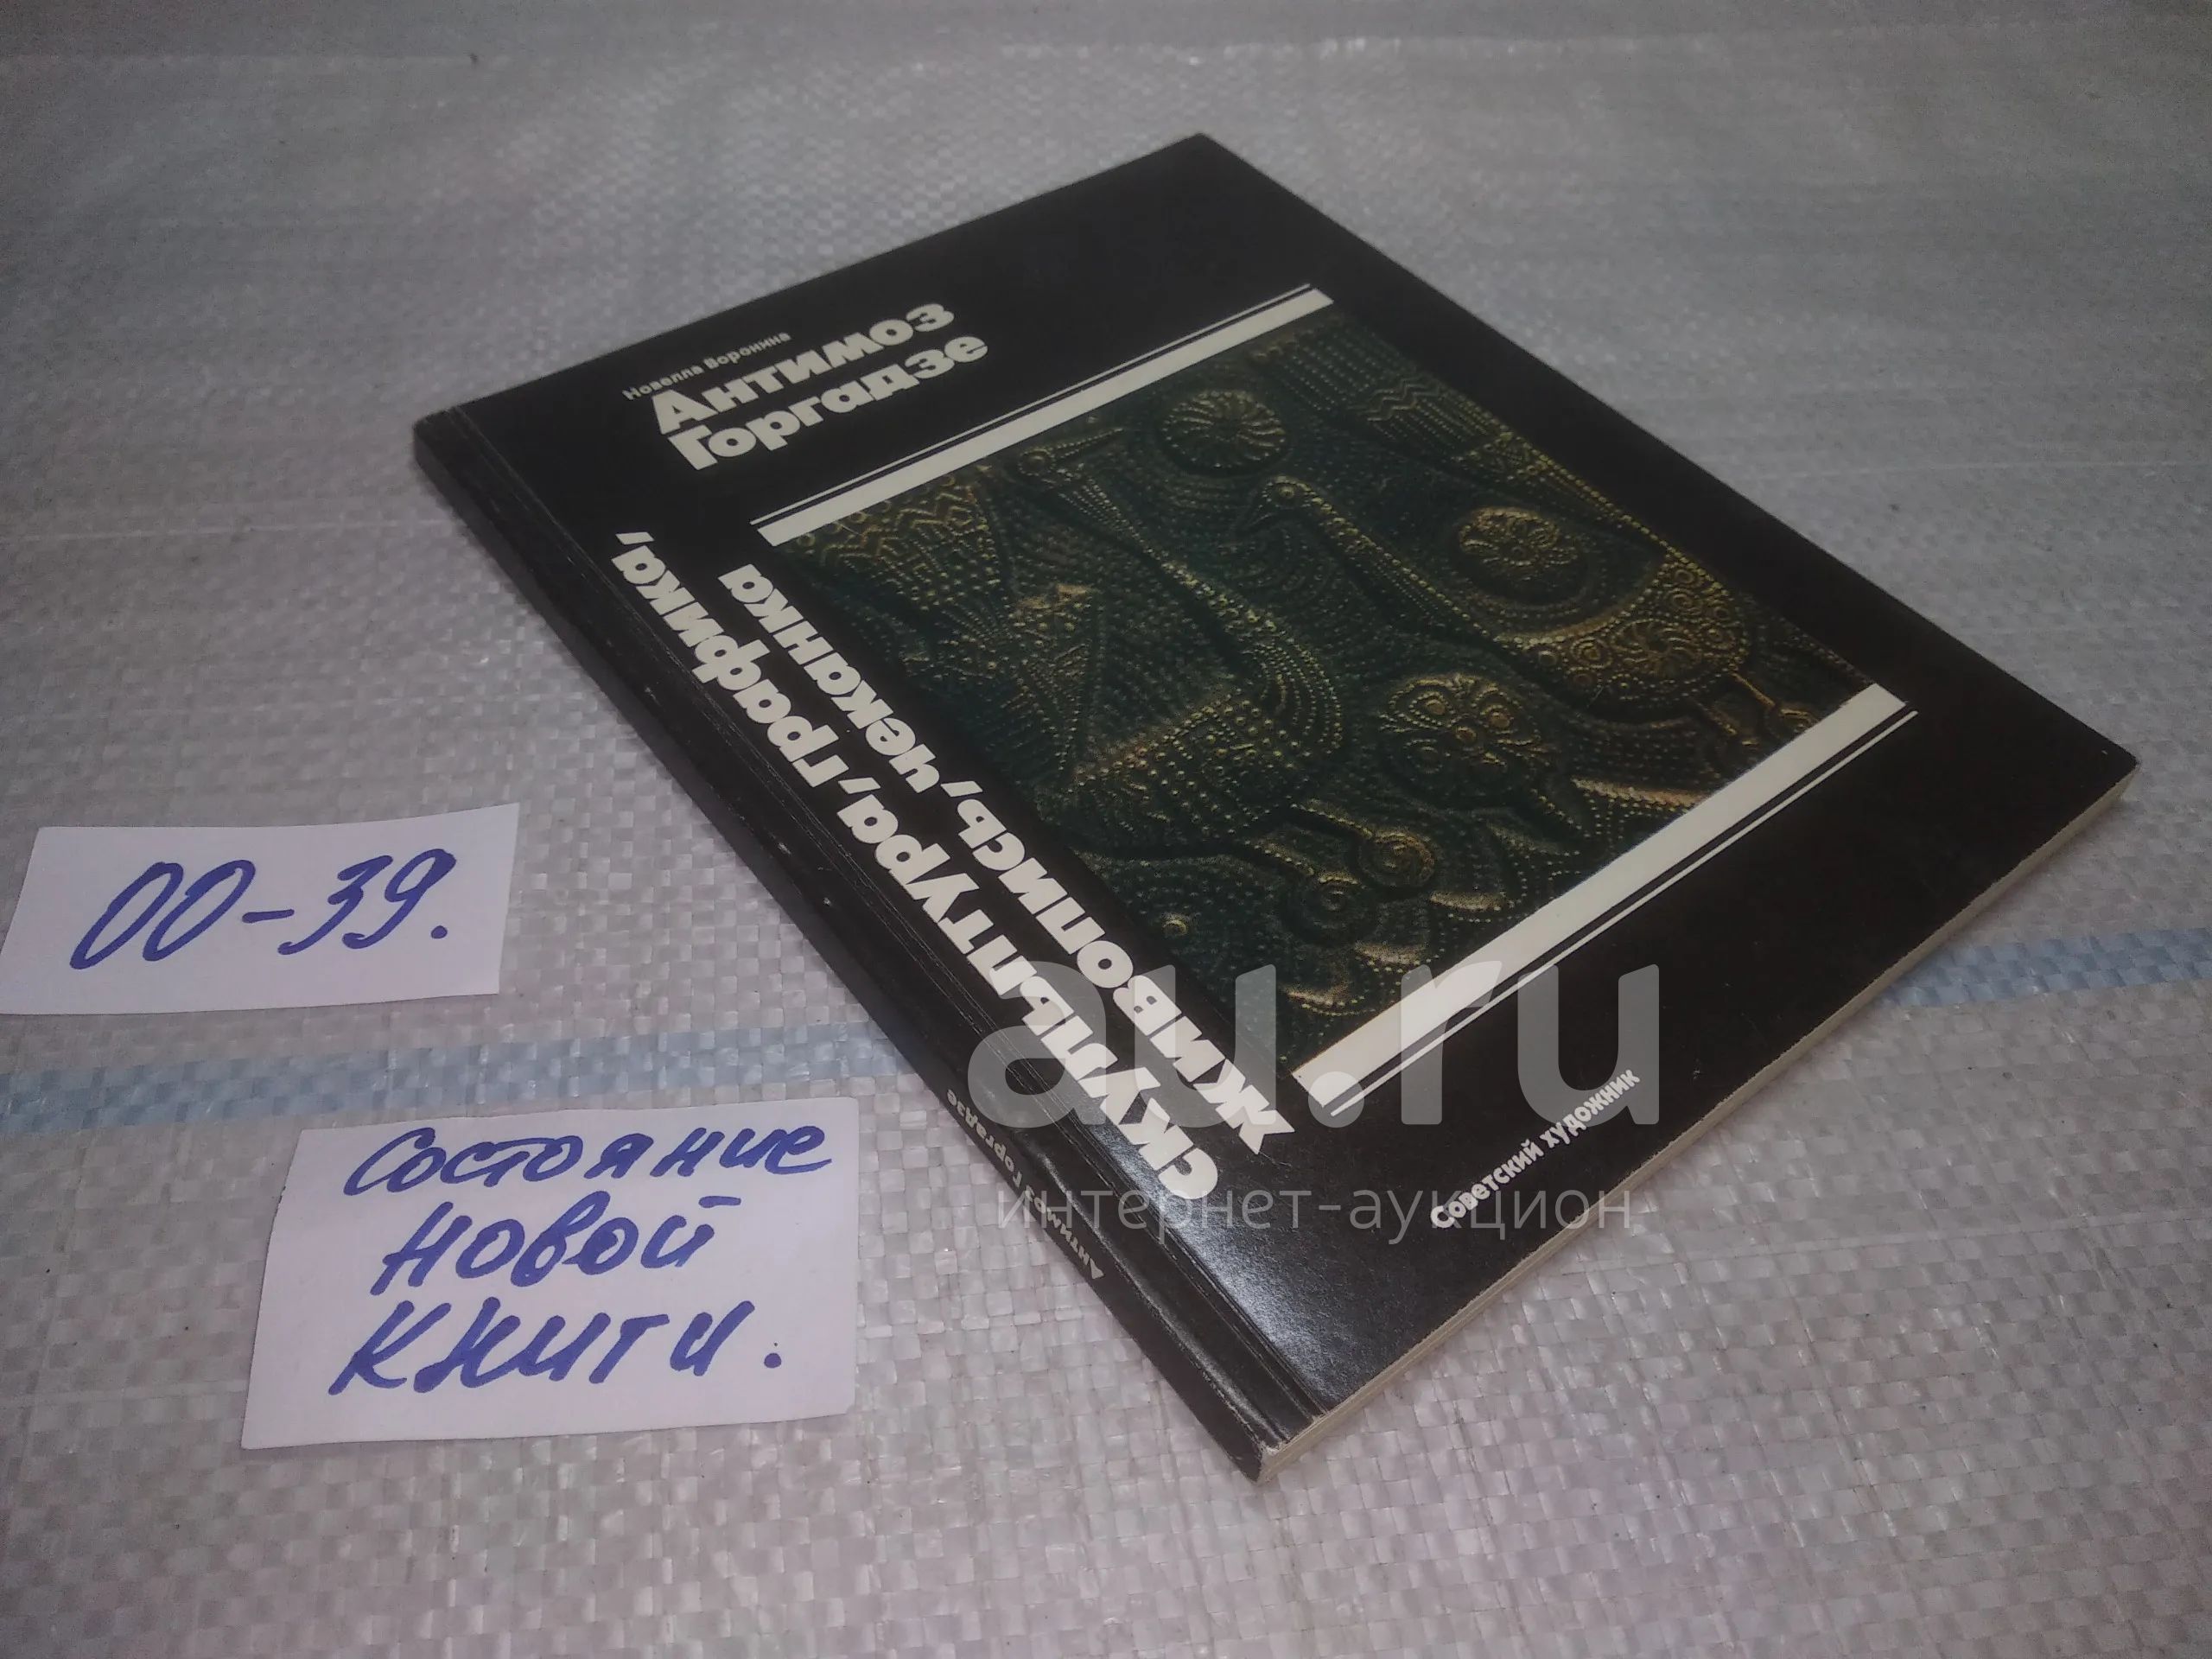 Новелла Воронина
Антимоз
Горгадзе
скульптура, графика,
живопись, чеканка
Советский художник
Антимоз Горгадзе
00-39.
Состояние
новой
книги.
au.ru
интернет-аукцион